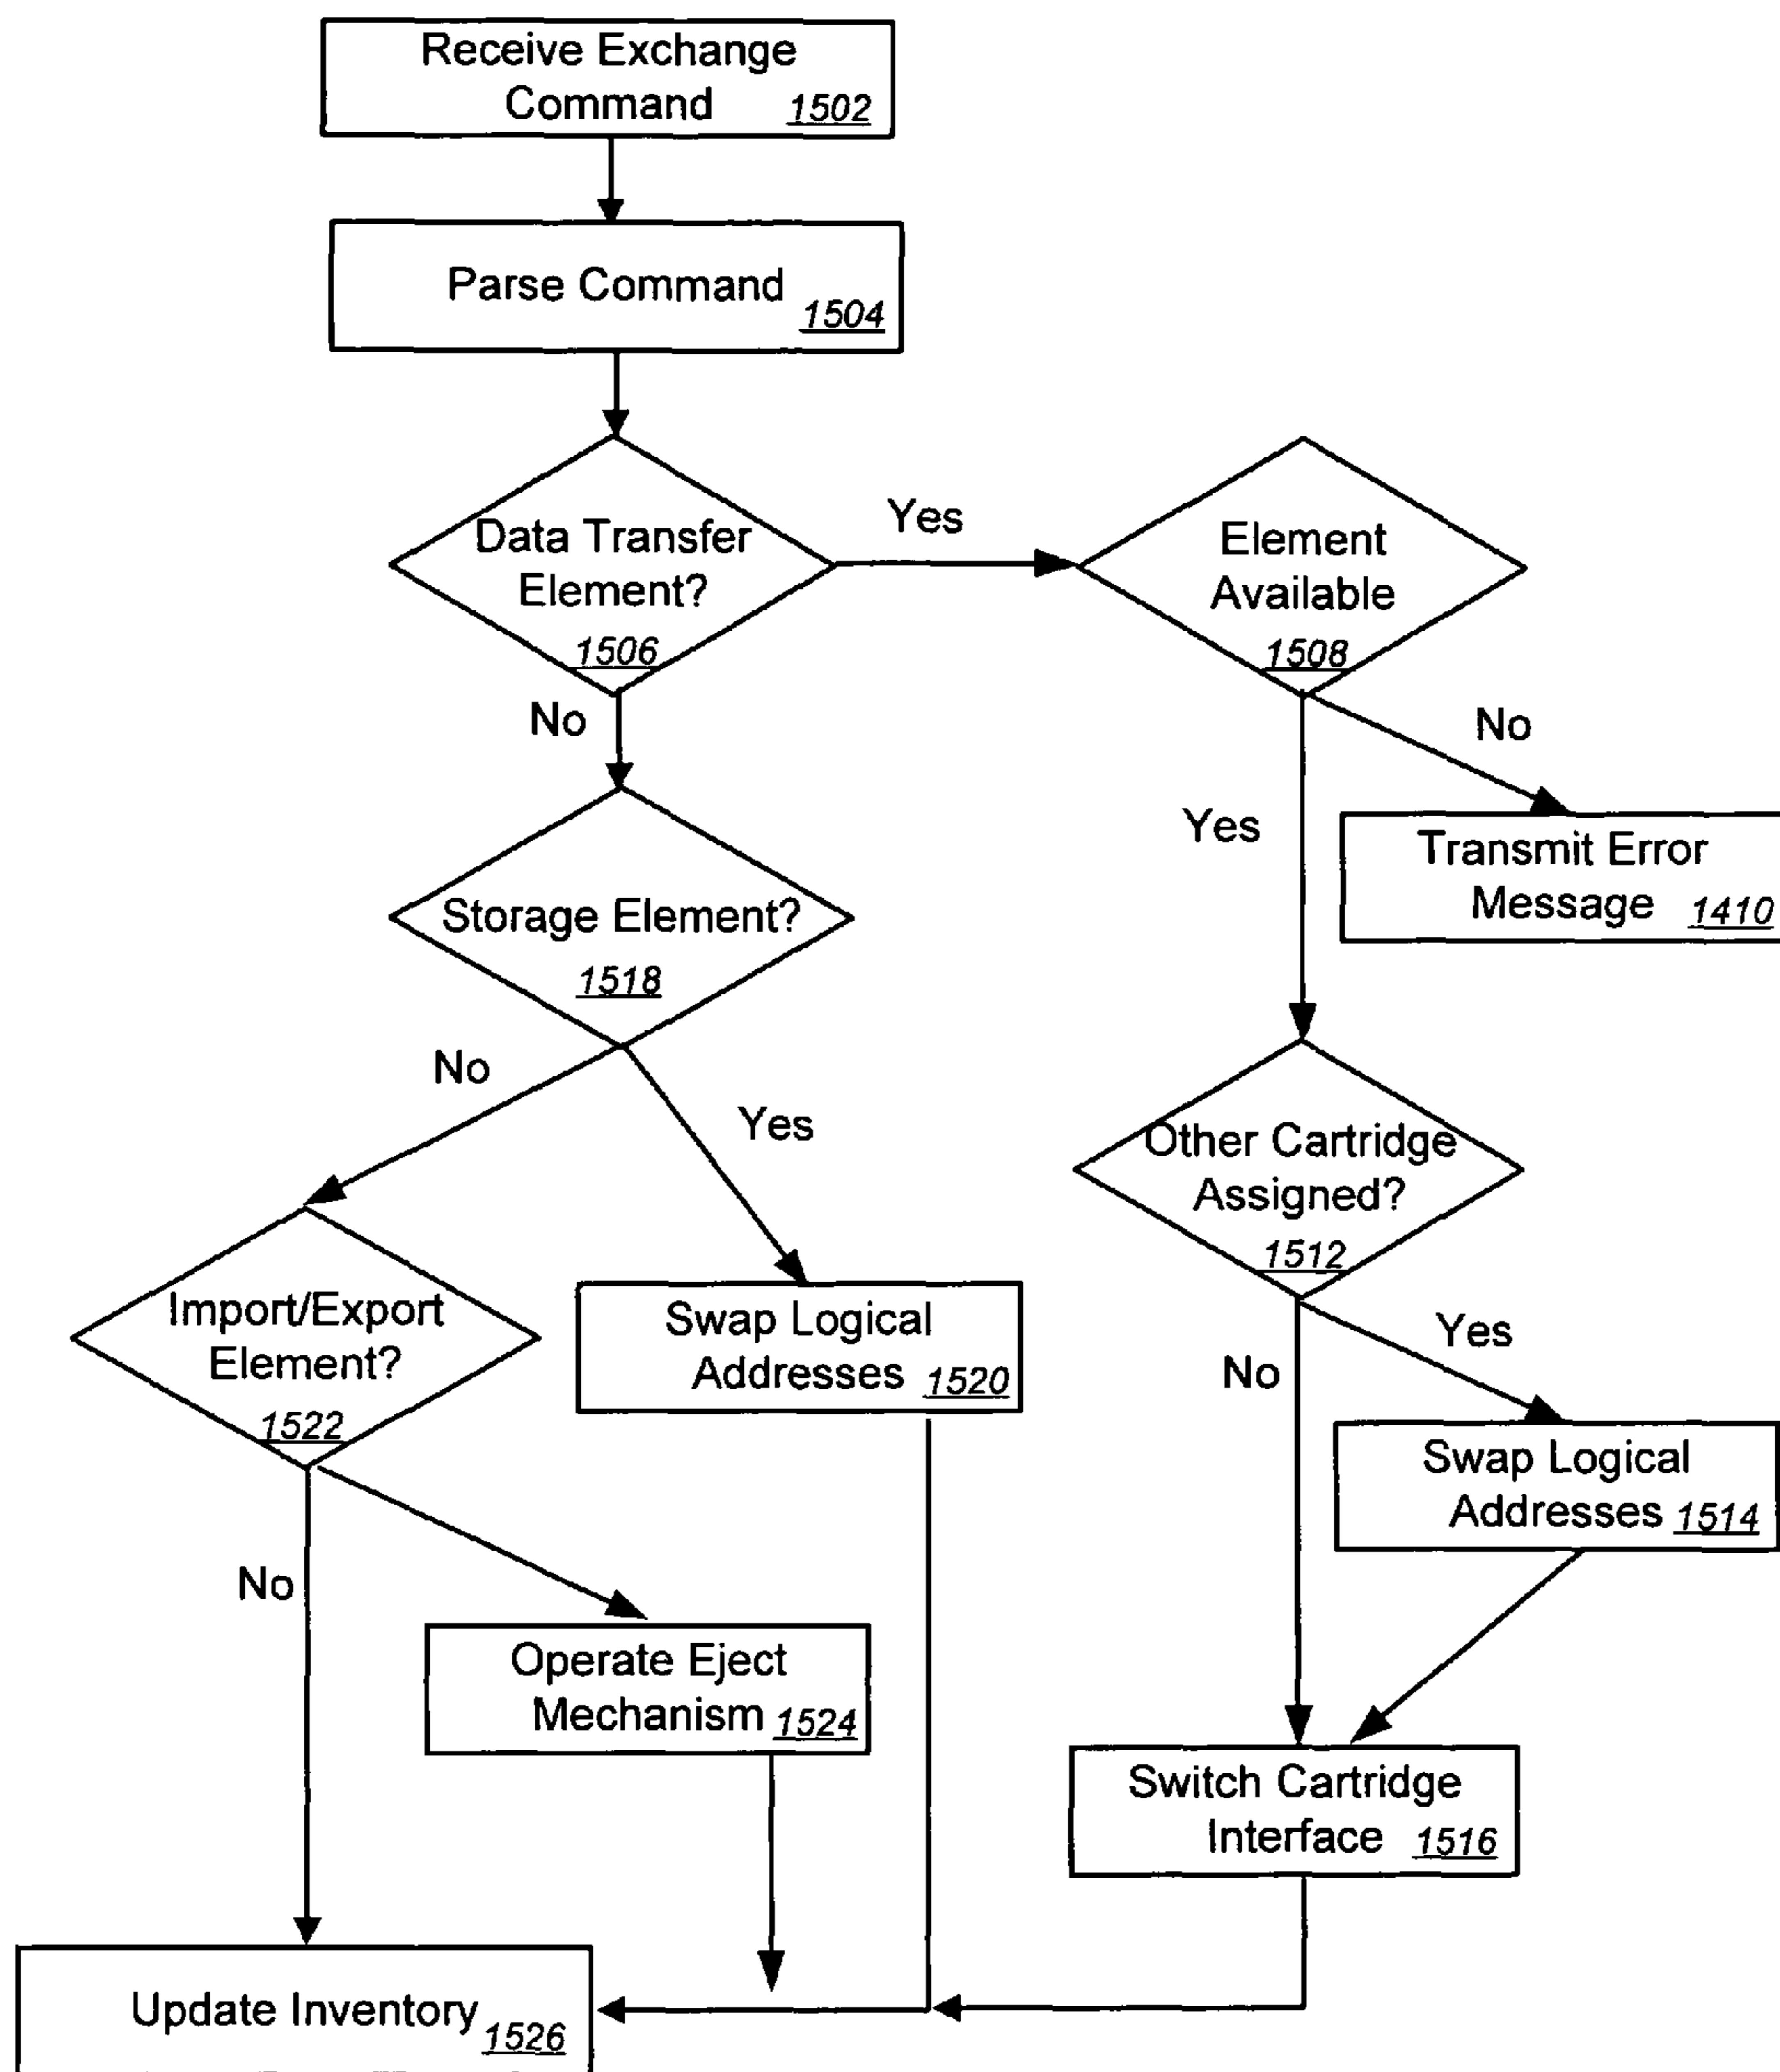 Receive Exchange
Command 1502
Parse Command
1504
Data Transfer
Element?
1506
Yes
Element
Available
1508
No
No
Yes
Transmit Error
Message 1410
Storage Element?
1518
No
Yes
Other Cartridge
Assigned?
1512
Import/Export
Element?
1522
Swap Logical
Addresses 1520
Yes
No
Swap Logical
Addresses 1514
No
Operate Eject
Mechanism 1524
Switch Cartridge
Interface 1516
Update Inventory
1526